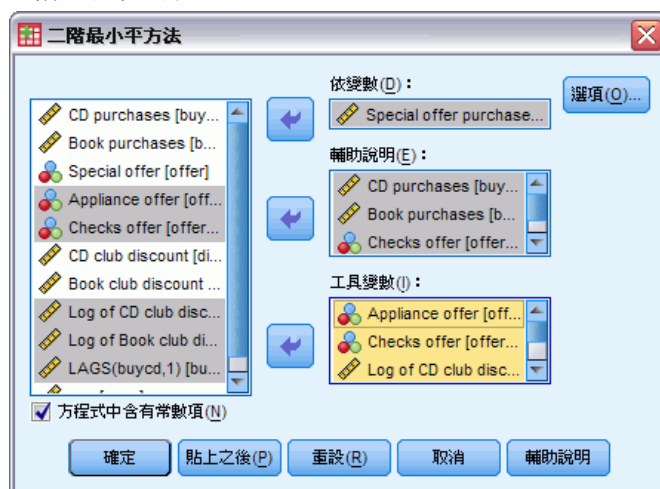 二階最小平方法
CD purchases [buy...
Book purchases [b...
Special offer [offer]
Appliance offer [off...
Checks offer [offer...
CD club discount [di...
Book club discount ...
Log of CD club disc...
Log of Book club di...
LAGS(buycd,1) [bu...
方程式中含有常數項(N)
依變數(D)：
Special offer purchase...
選項(O)...
輔助說明(E)：
CD purchases [buy...
Book purchases [b...
Checks offer [offer...
工具變數(I)：
Appliance offer [off...
Checks offer [offer...
Log of CD club disc...
確定
貼上之後(P)
重設(R)
取消
輔助說明